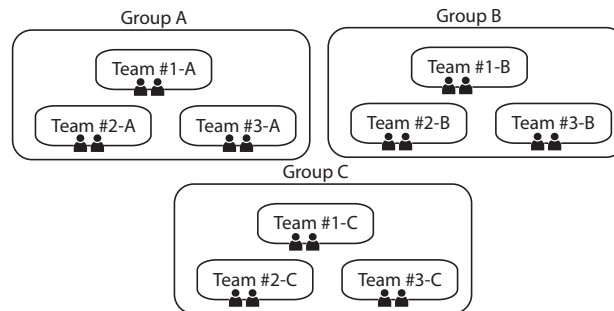 Group A
Group B
Team #1-A
Team #1-B
Team #2-A
Team #3-A
Team #2-B
Team #3-B
Group C
Team #1-C
Team #2-C
Team #3-C